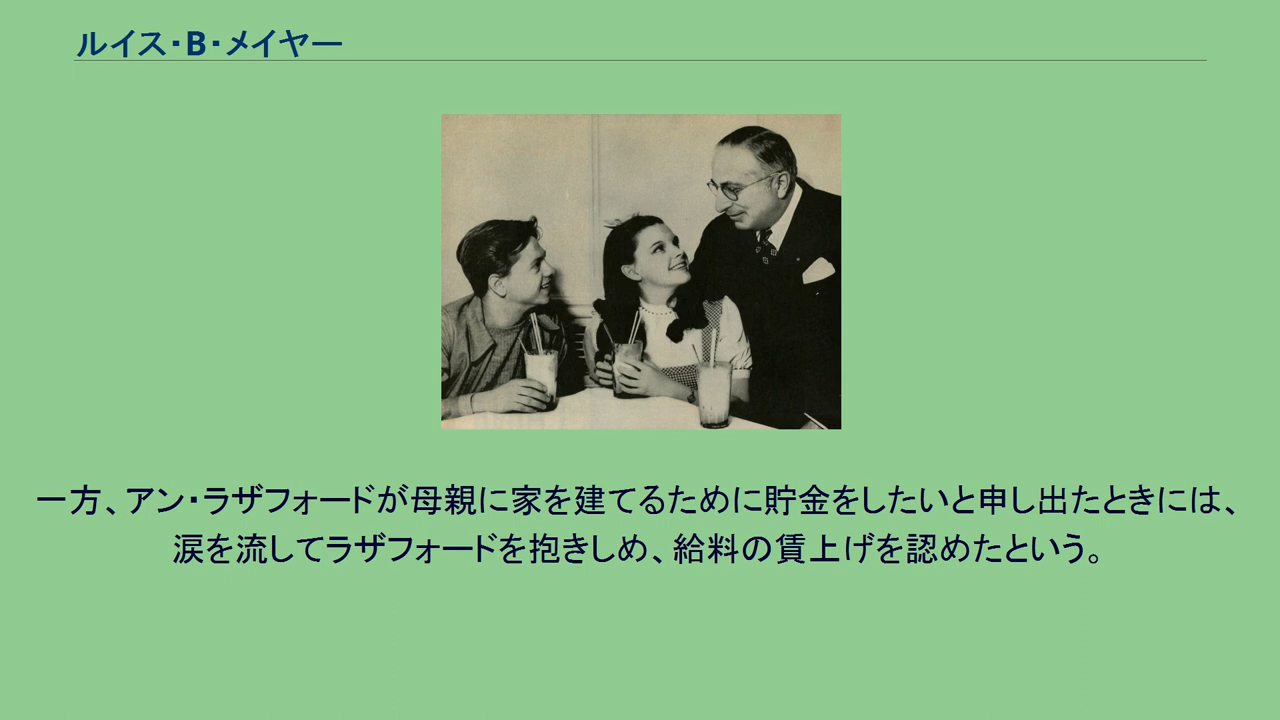 ルイス・B・メイヤー
一方、アン・ラザフォードが母親に家を建てるために貯金をしたいと申し出たときには、
涙を流してラザフォードを抱きしめ、給料の賃上げを認めたという。